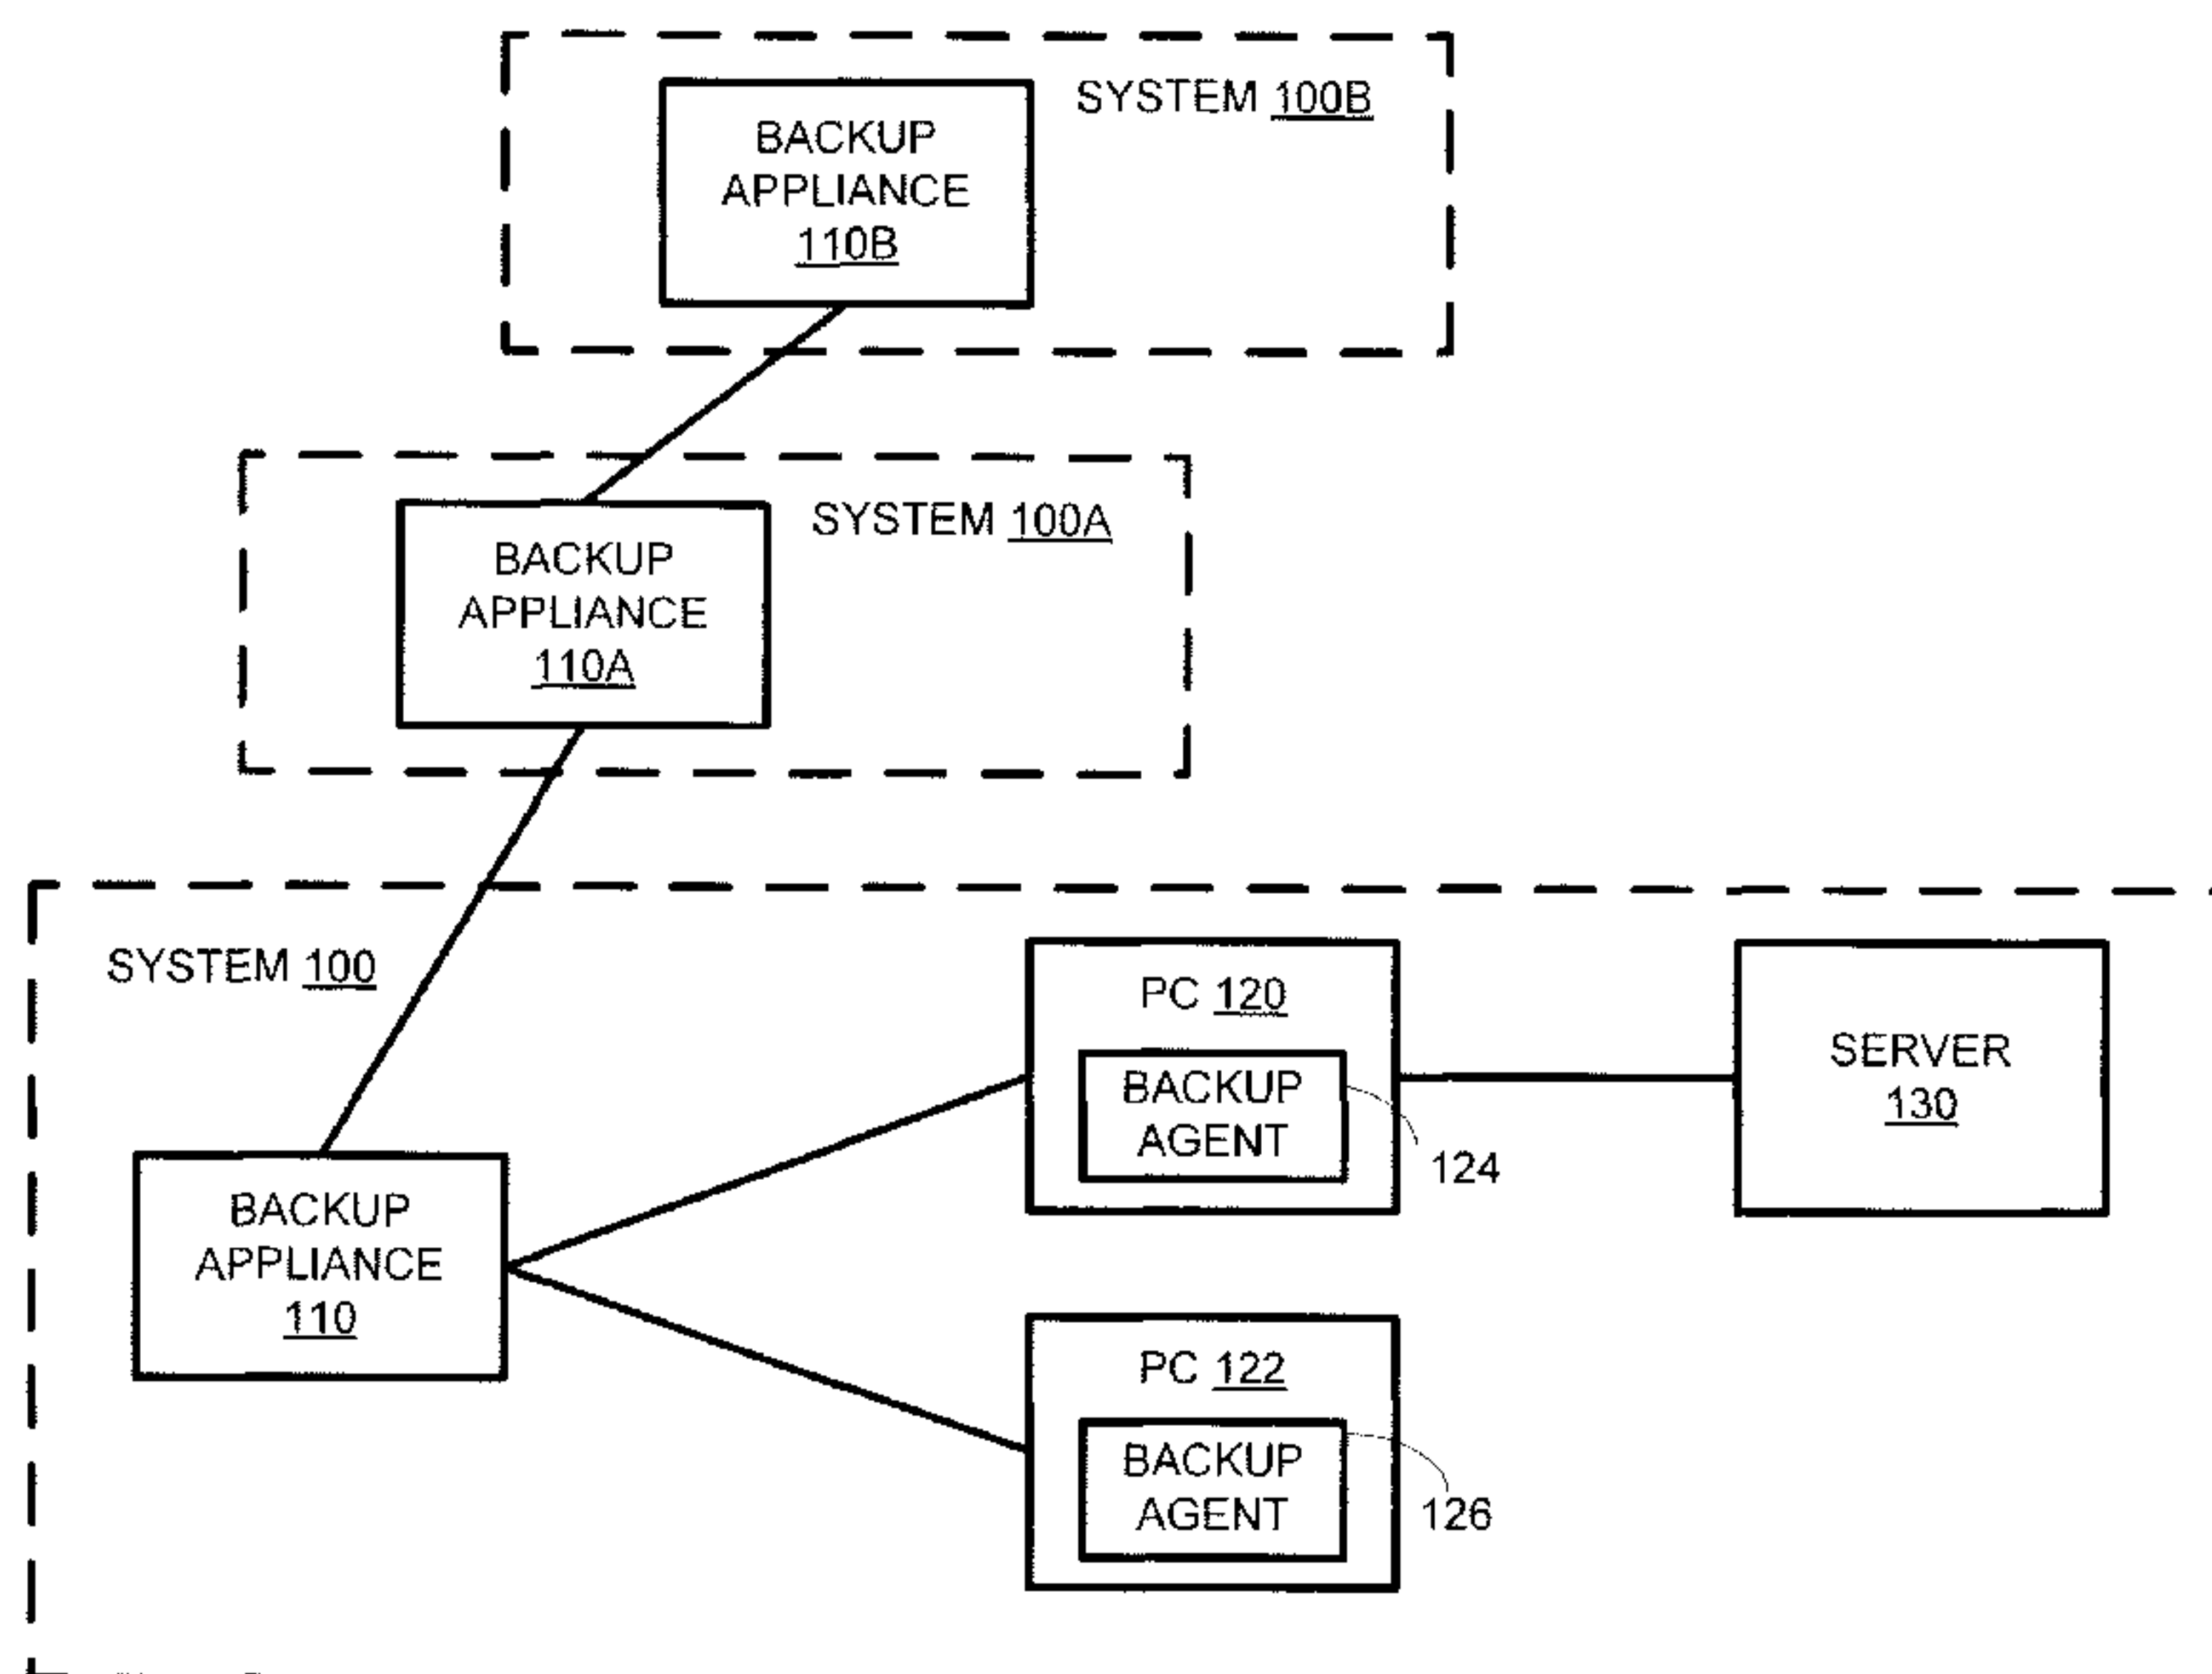 SYSTEM 100B
BACKUP
APPLIANCE
110B
SYSTEM 100A
BACKUP
APPLIANCE
110A
SYSTEM 100
PC 120
BACKUP
AGENT
124
SERVER
130
BACKUP
APPLIANCE
110
PC 122
BACKUP
AGENT
126